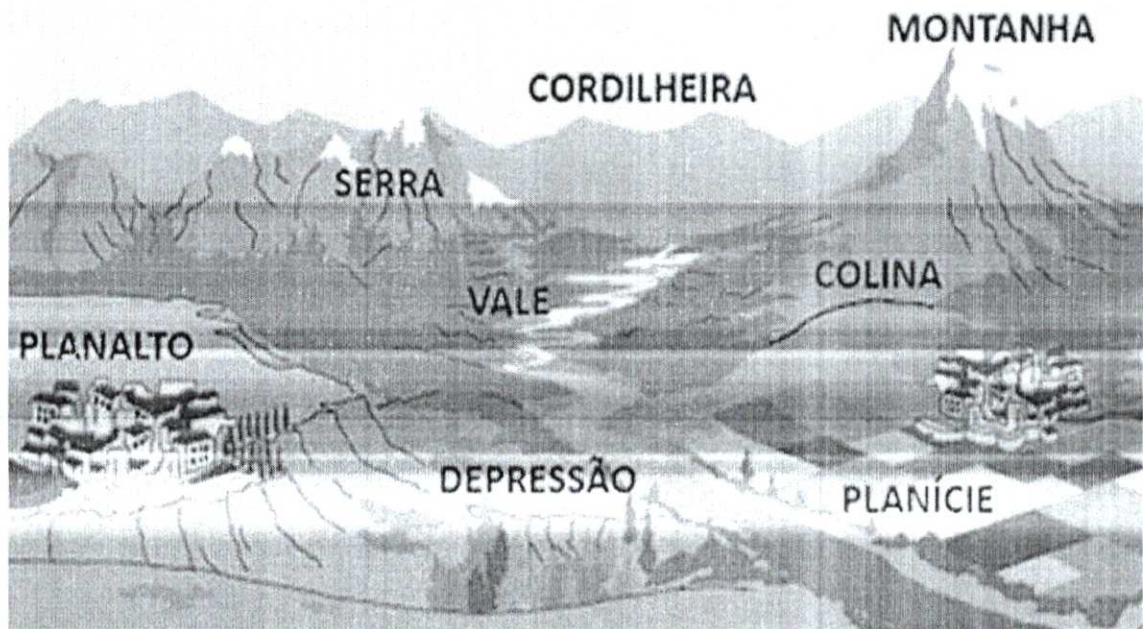 MONTANHA
CORDILHEIRA
SERRA
COLINA
VALE
PLANALTO
DEPRESSÃO
PLANÍCIE